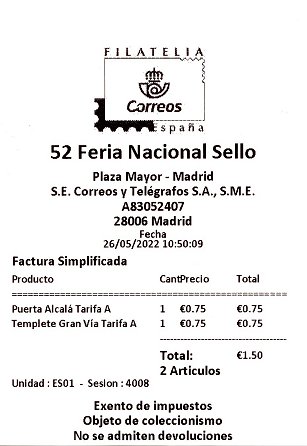 FILATELIA
Correos
España
52 Feria Nacional Sello
Plaza Mayor - Madrid
S.E. Correos y Telégrafos S.A., S.M.E.
A83052407
28006 Madrid
Fecha
26/05/2022 10:50:09
Factura Simplificada
Producto CantPrecio Total
Puerta Alcalá Tarifa A 1 €0.75 €0.75
Templete Gran Vía Tarifa A 1 €0.75 €0.75
Total: €1.50
2 Articulos
Unidad : ES01 - Sesion : 4008
Exento de impuestos
Objeto de coleccionismo
No se admiten devoluciones